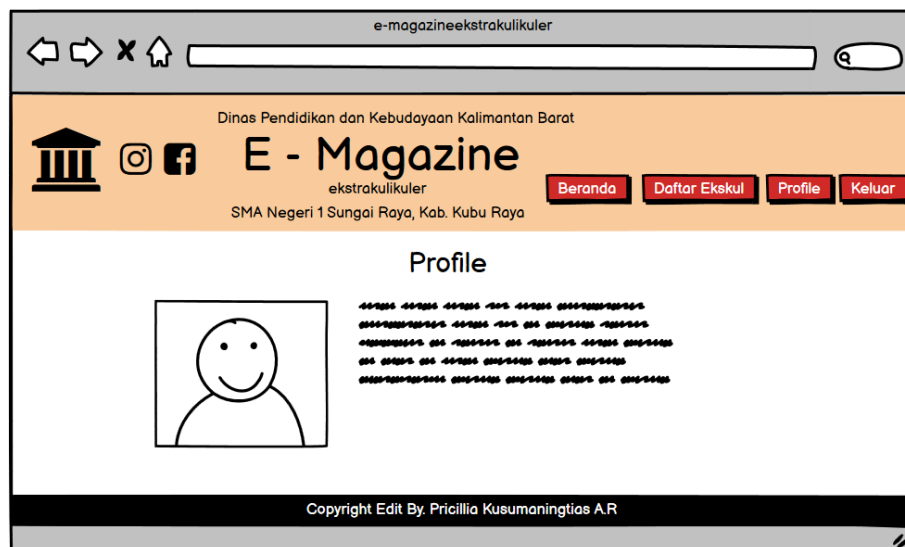 e-magazineekstrakulikuler
Dinas Pendidikan dan Kebudayaan Kalimantan Barat
E - Magazine
ekstrakulikuler
SMA Negeri 1 Sungai Raya, Kab. Kubu Raya
Beranda Daftar Ekskul Profile Keluar
Profile
Copyright Edit By. Pricillia Kusumaningtias A.R